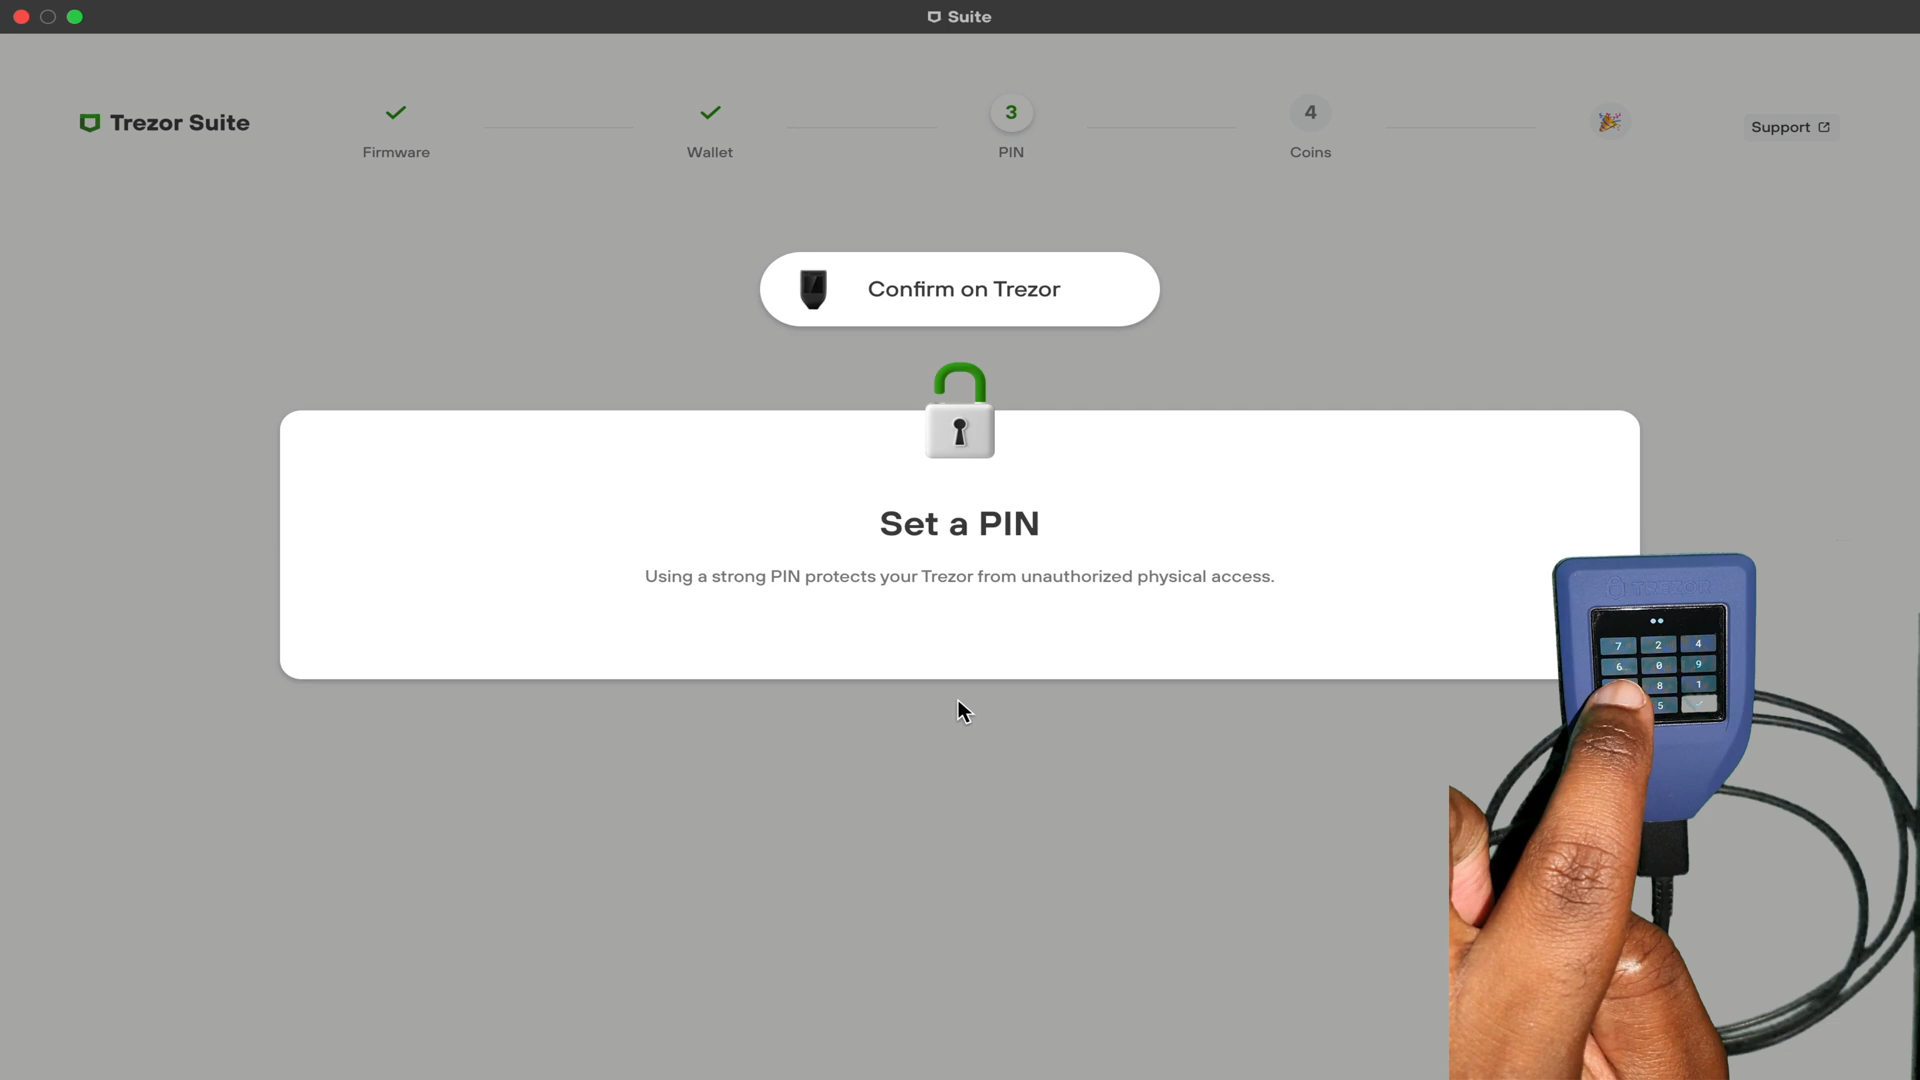 Suite
Trezor Suite
Firmware
Wallet
3
PIN
4
Coins
Support
Confirm on Trezor
Set a PIN
Using a strong PIN protects your Trezor from unauthorized physical access.
TREZOR
7 2 4
6 0 9
8 1
5